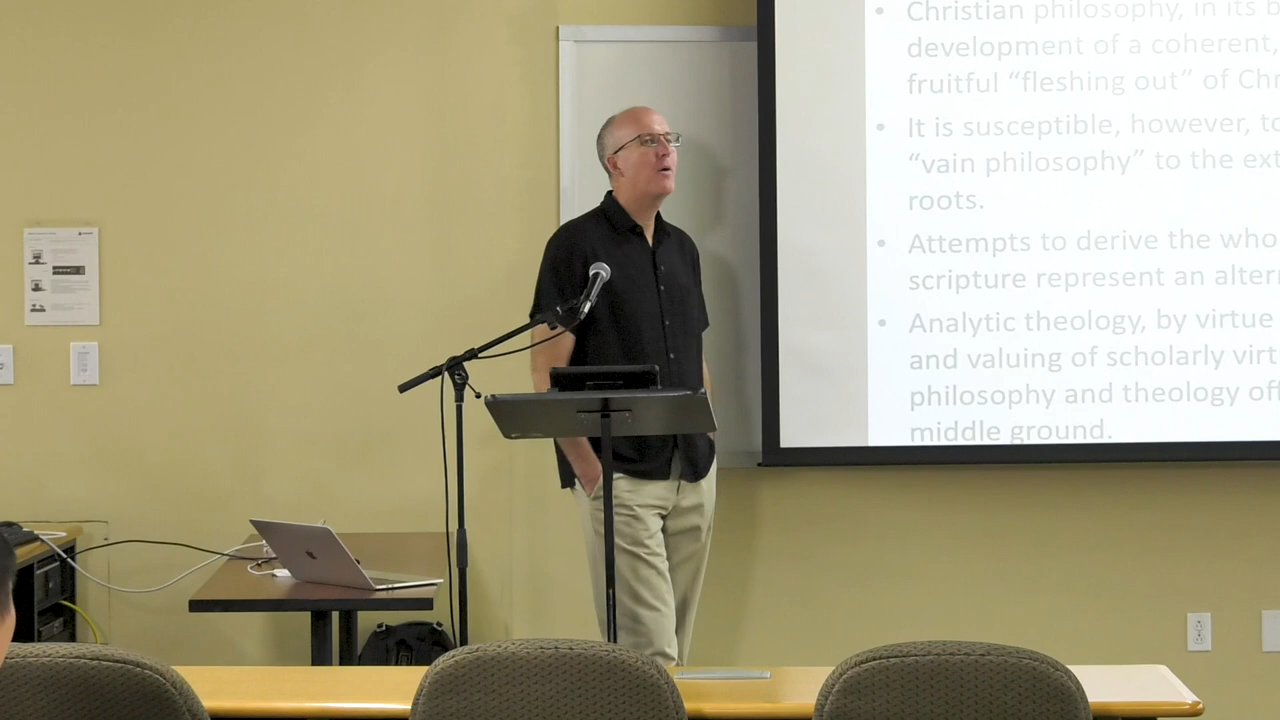 • Christian philosophy, in its b
development of a coherent,
fruitful “fleshing out” of Chr
• It is susceptible, however, to
“vain philosophy” to the ext
roots.
• Attempts to derive the who
scripture represent an altern
• Analytic theology, by virtue
and valuing of scholarly virt
philosophy and theology off
middle ground.